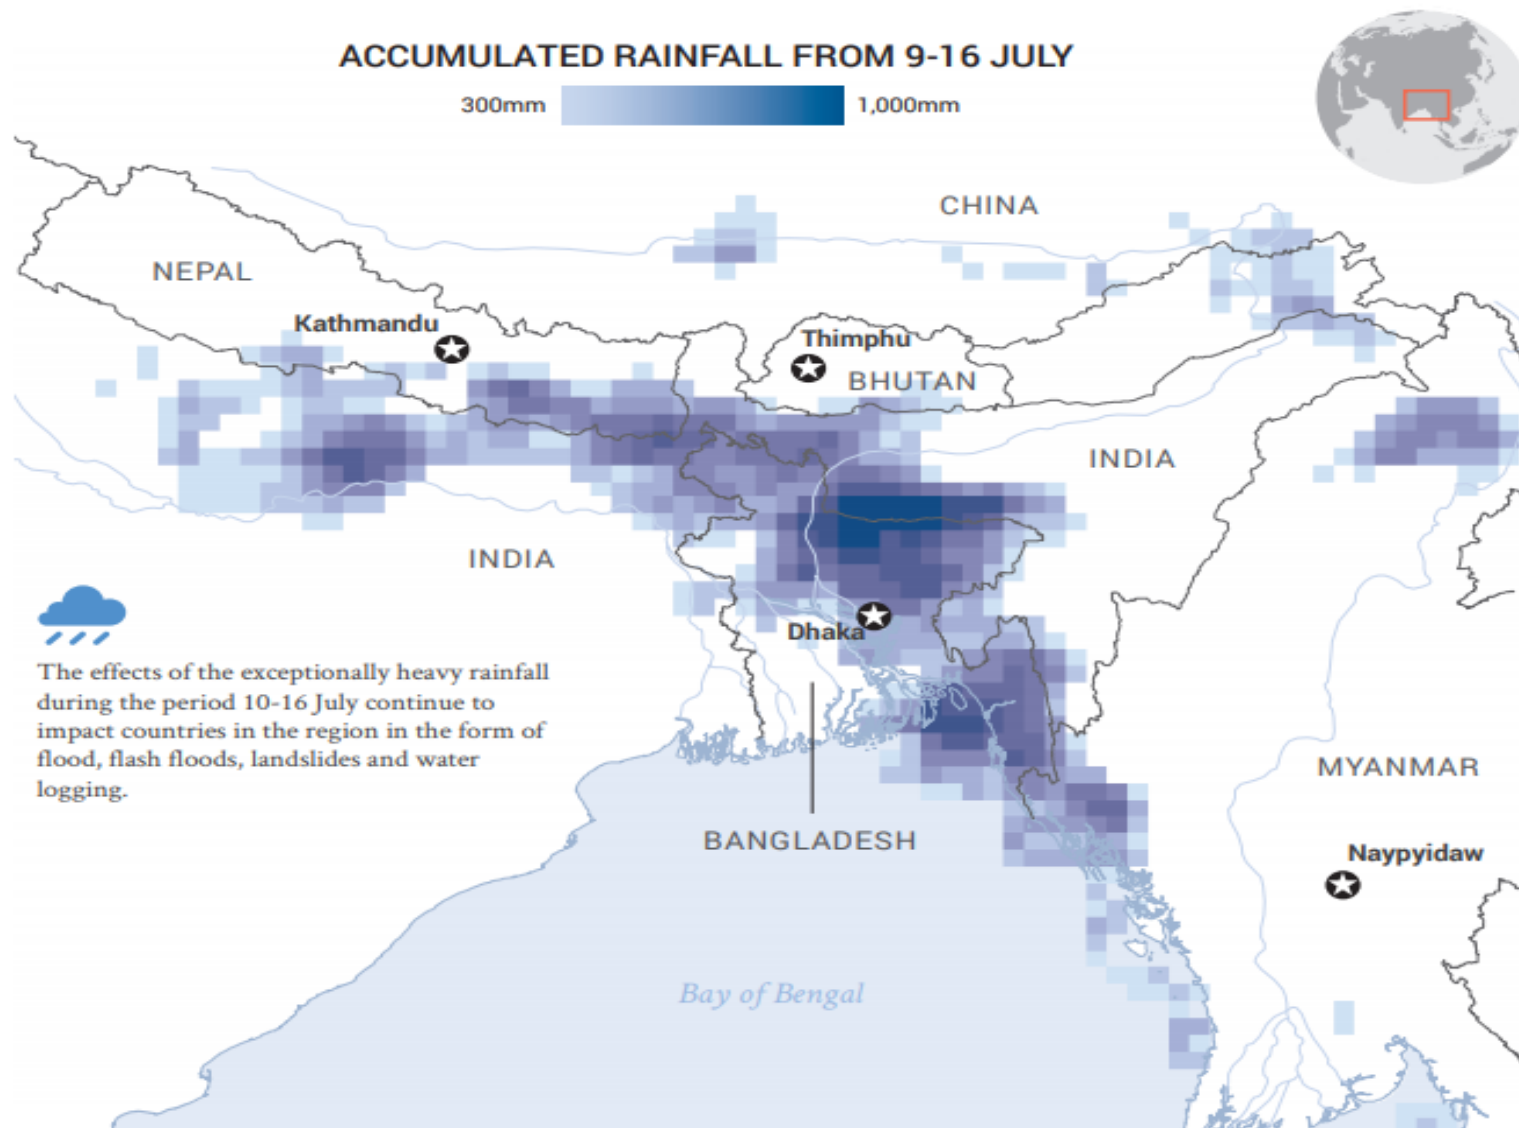 ACCUMULATED RAINFALL FROM 9-16 JULY
300mm 1,000mm
CHINA
NEPAL
Kathmandu
Thimphu
BHUTAN
INDIA
INDIA
Dhaka
The effects of the exceptionally heavy rainfall
during the period 10-16 July continue to
impact countries in the region in the form of
flood, flash floods, landslides and water
logging.
MYANMAR
BANGLADESH
Naypyidaw
Bay of Bengal